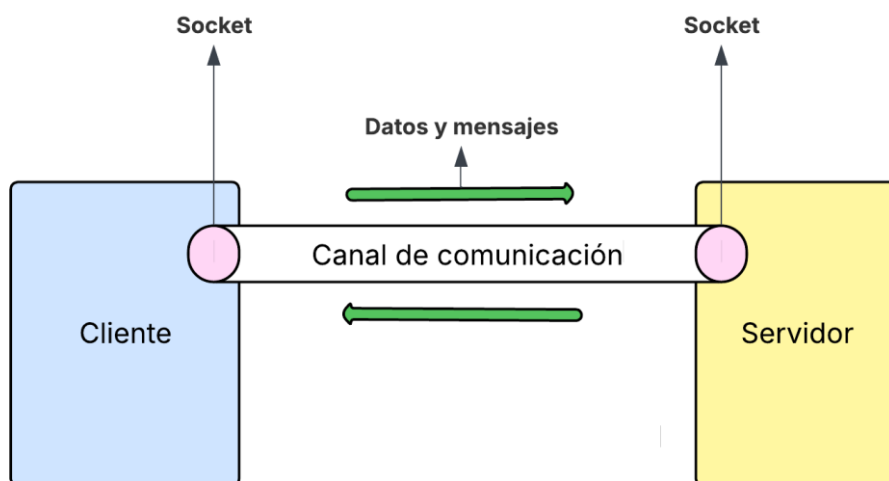 Socket
Socket
Datos y mensajes
Canal de comunicación
Cliente
Servidor